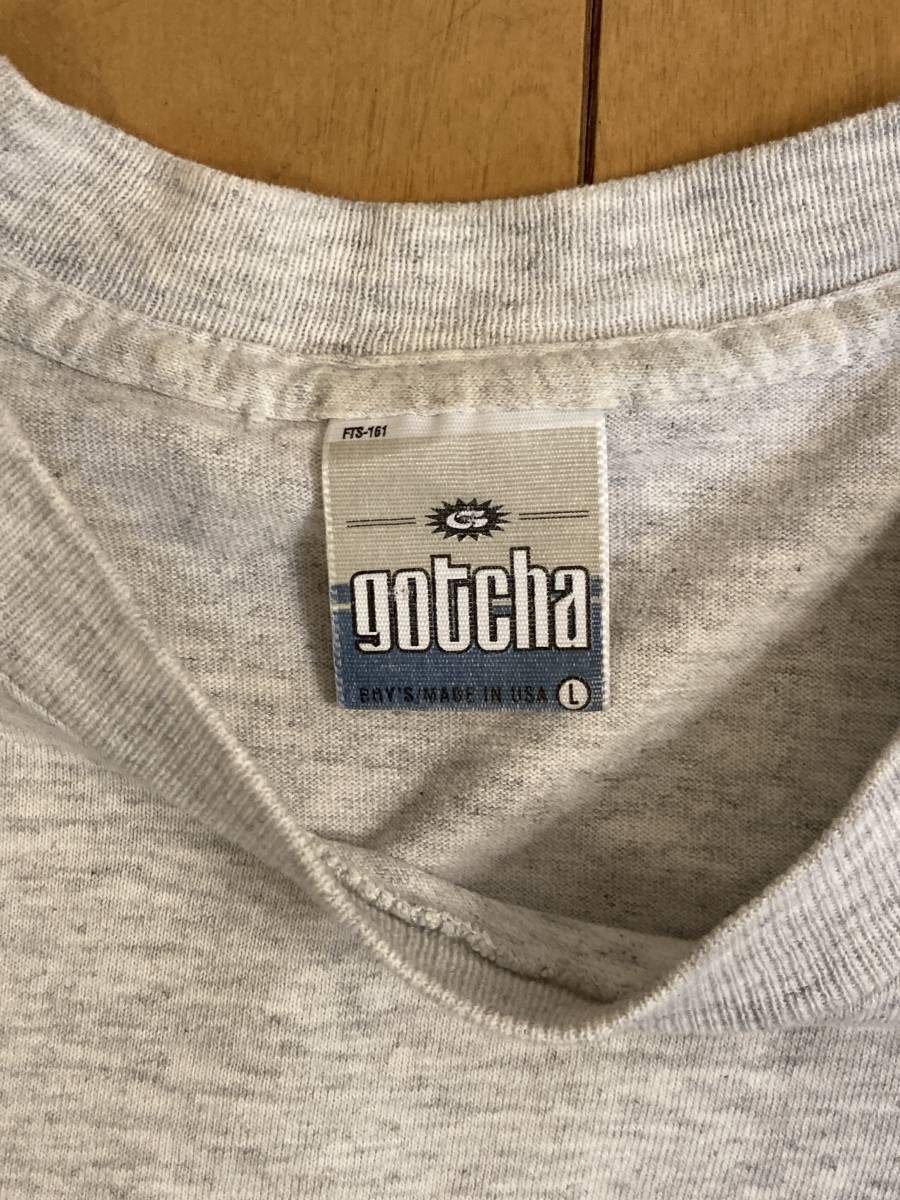 FTS-161
gotcha
BOY'S/MADE IN USA L